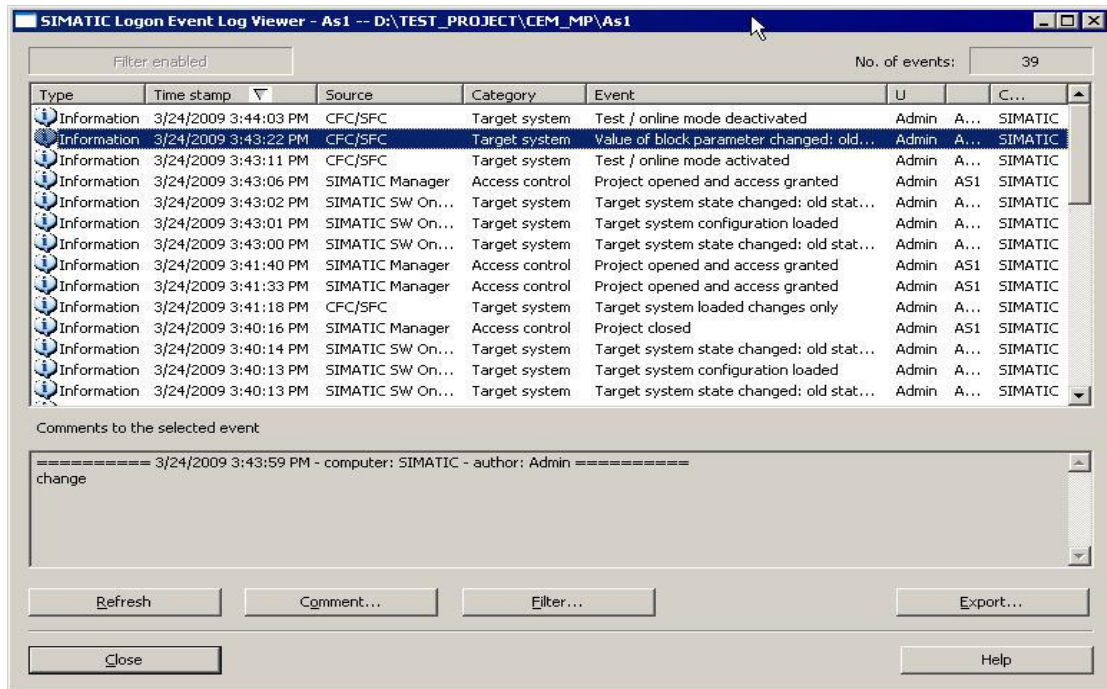 SIMATIC Logon Event Log Viewer - As1 -- D:\TEST_PROJECT\CEM_MP\As1
Filter enabled No. of events: 39
Type Time stamp Source Category Event U C...
Information 3/24/2009 3:44:03 PM CFC/SFC Target system Test / online mode deactivated Admin A... SIMATIC
Information 3/24/2009 3:43:22 PM CFC/SFC Target system Value of block parameter changed: old... Admin A... SIMATIC
Information 3/24/2009 3:43:11 PM CFC/SFC Target system Test / online mode activated Admin A... SIMATIC
Information 3/24/2009 3:43:06 PM SIMATIC Manager Access control Project opened and access granted Admin AS1 SIMATIC
Information 3/24/2009 3:43:02 PM SIMATIC SW On... Target system Target system state changed: old stat... Admin A... SIMATIC
Information 3/24/2009 3:43:01 PM SIMATIC SW On... Target system Target system configuration loaded Admin A... SIMATIC
Information 3/24/2009 3:43:00 PM SIMATIC SW On... Target system Target system state changed: old stat... Admin A... SIMATIC
Information 3/24/2009 3:41:40 PM SIMATIC Manager Access control Project opened and access granted Admin AS1 SIMATIC
Information 3/24/2009 3:41:33 PM SIMATIC Manager Access control Project opened and access granted Admin AS1 SIMATIC
Information 3/24/2009 3:41:18 PM CFC/SFC Target system Target system loaded changes only Admin A... SIMATIC
Information 3/24/2009 3:40:16 PM SIMATIC Manager Access control Project closed Admin AS1 SIMATIC
Information 3/24/2009 3:40:14 PM SIMATIC SW On... Target system Target system state changed: old stat... Admin A... SIMATIC
Information 3/24/2009 3:40:13 PM SIMATIC SW On... Target system Target system configuration loaded Admin A... SIMATIC
Information 3/24/2009 3:40:13 PM SIMATIC SW On... Target system Target system state changed: old stat... Admin A... SIMATIC
Comments to the selected event
========== 3/24/2009 3:43:59 PM - computer: SIMATIC - author: Admin ==========
change
Refresh Comment... Filter... Export...
Close Help